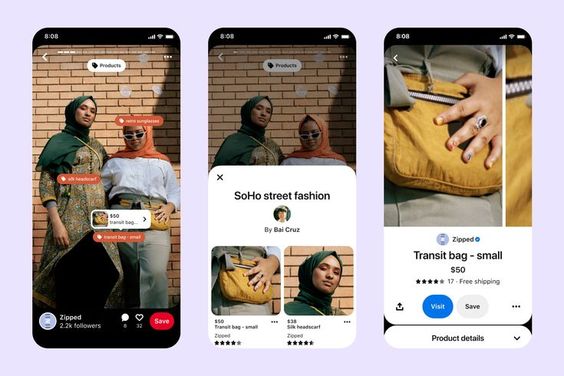 8:08
Products
retro sunglasses
silk headscarf
$50
transit bag...
transit bag - small
Zipped
2.2k followers
8
32
Save
8:08
Products
SoHo street fashion
By Bai Cruz
$50
Transit bag - small
Zipped
$38
Silk headscarf
Zipped
8:08
Zipped
Transit bag - small
$50
17 · Free shipping
Visit
Save
Product details